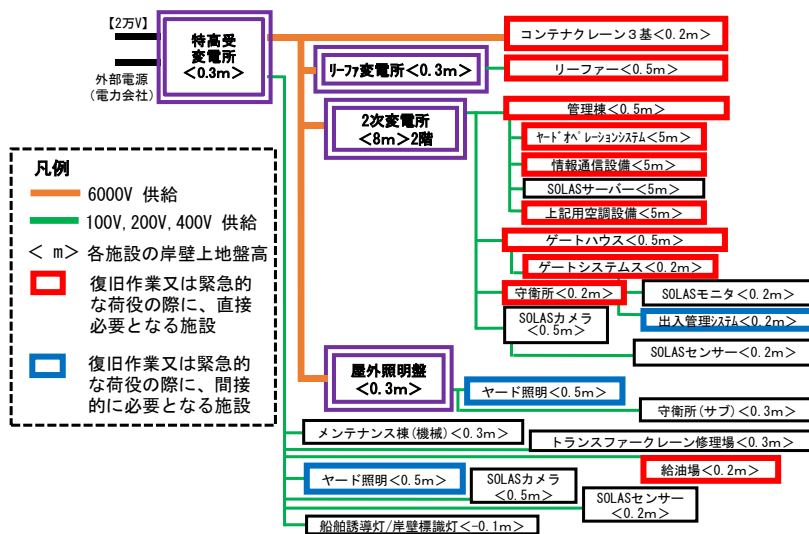 【2万V】
外部電源
(電力会社)
特高受
変電所
<0.3m>
コンテナクレーン3基<0.2m>
リーファ変電所<0.3m>
リーファー<0.5m>
2次変電所
<8m>2階
管理棟<0.5m>
ヤードオペレーションシステム<5m>
情報通信設備<5m>
SOLASサーバー<5m>
上記用空調設備<5m>
ゲートハウス<0.5m>
ゲートシステムス<0.2m>
守衛所<0.2m>
SOLASモニタ<0.2m>
SOLASカメラ
<0.5m>
出入管理システム<0.2m>
SOLASセンサー<0.2m>
屋外照明盤
<0.3m>
ヤード照明<0.5m>
守衛所(サブ)<0.3m>
メンテナンス棟(機械)<0.3m>
トランスファークレーン修理場<0.3m>
給油場<0.2m>
ヤード照明<0.5m>
SOLASカメラ
<0.5m>
SOLASセンサー
<0.2m>
船舶誘導灯/岸壁標識灯<-0.1m>
凡例
6000V 供給
100V,200V,400V 供給
< m> 各施設の岸壁上地盤高
復旧作業又は緊急的
な荷役の際に、直接
必要となる施設
復旧作業又は緊急的
な荷役の際に、間接
的に必要となる施設